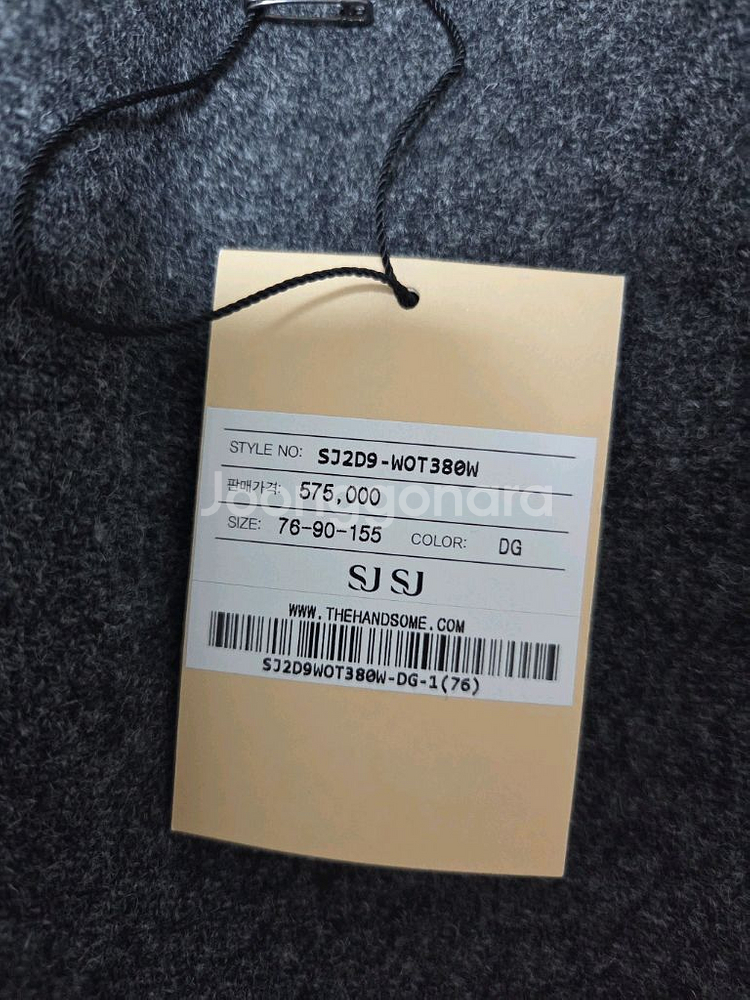 STYLE NO: SJ2D9-WOT380W
판매가격: 575,000
Joonggonara
SIZE: 76-90-155 COLOR: DG
SJ SJ
WWW.THEHANDSOME.COM
SJ2D9WOT380W-DG-1(76)